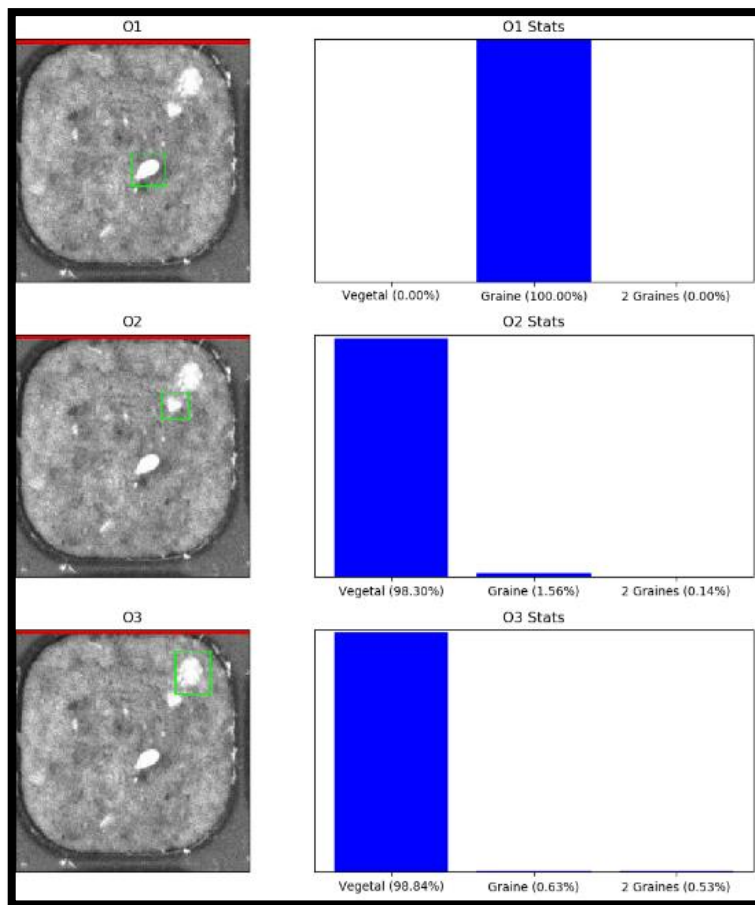 O1
O1 Stats
Vegetal (0.00%) Graine (100.00%) 2 Graines (0.00%)
O2
O2 Stats
Vegetal (98.30%) Graine (1.56%) 2 Graines (0.14%)
O3
O3 Stats
Vegetal (98.84%) Graine (0.63%) 2 Graines (0.53%)